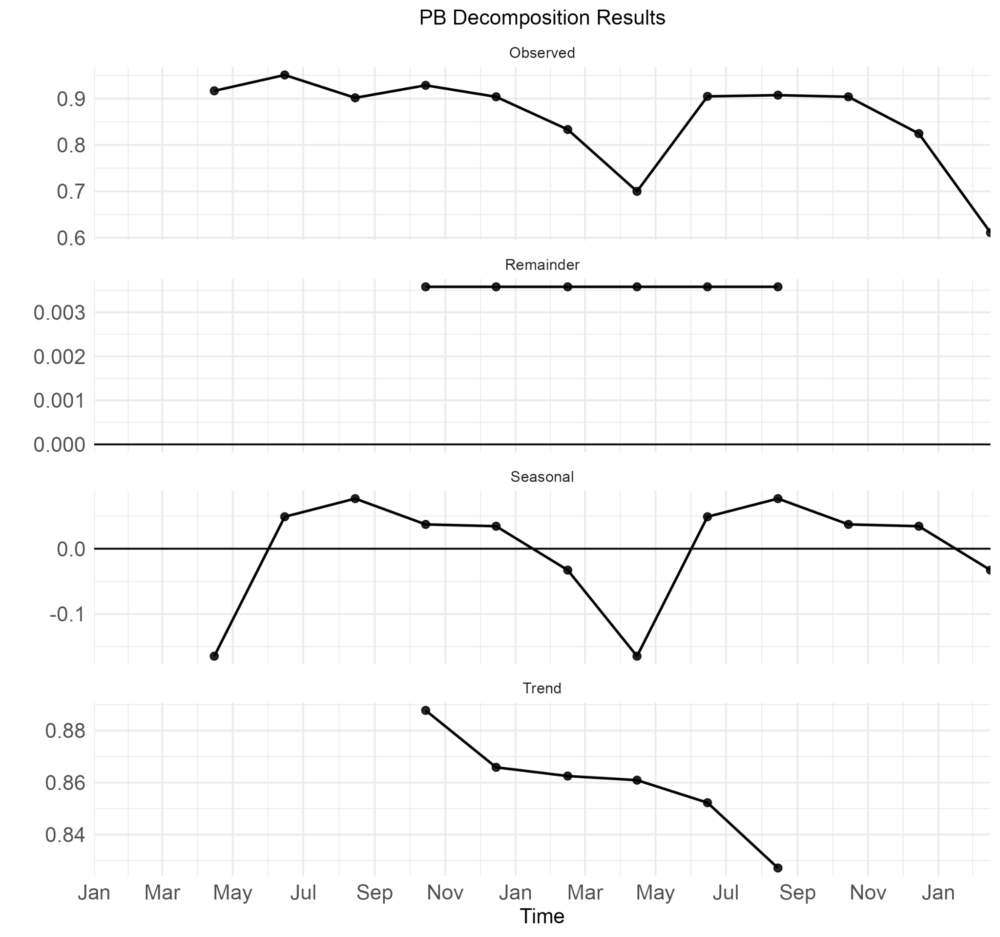 PB Decomposition Results
Observed
0.9
0.8
0.7
0.6
Remainder
0.003
0.002
0.001
0.000
Seasonal
0.0
-0.1
Trend
0.88
0.86
0.84
Jan Mar May Jul Sep Nov Jan Mar May Jul Sep Nov Jan
Time